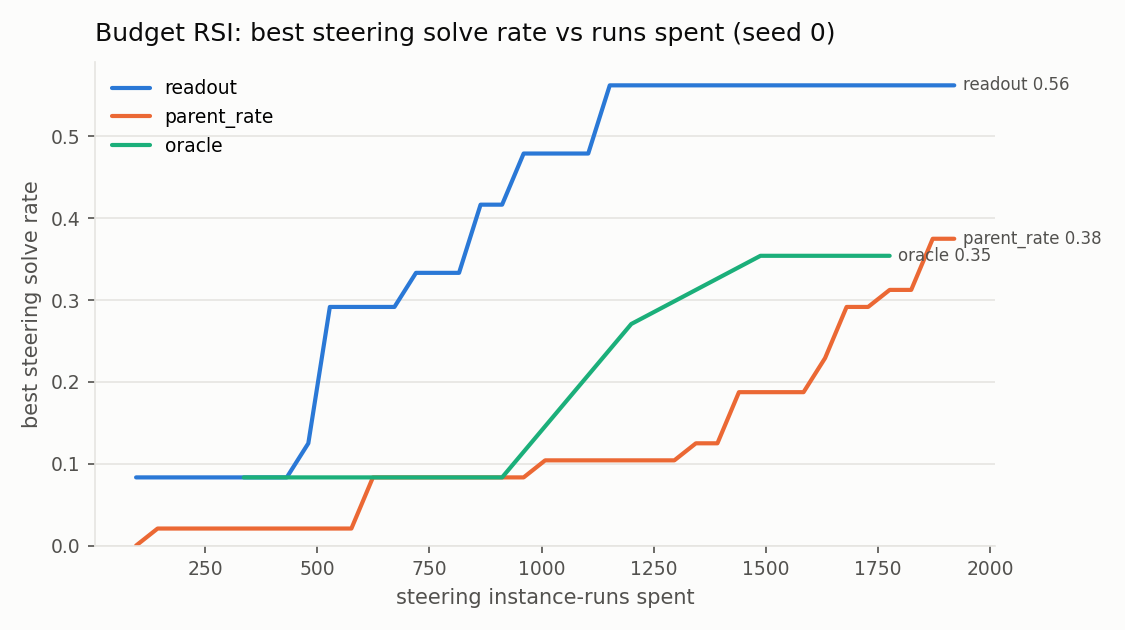 Budget RSI: best steering solve rate vs runs spent (seed 0)
readout
parent_rate
oracle
readout 0.56
parent_rate 0.38
oracle 0.35
best steering solve rate
0.5
0.4
0.3
0.2
0.1
0.0
250 500 750 1000 1250 1500 1750 2000
steering instance-runs spent